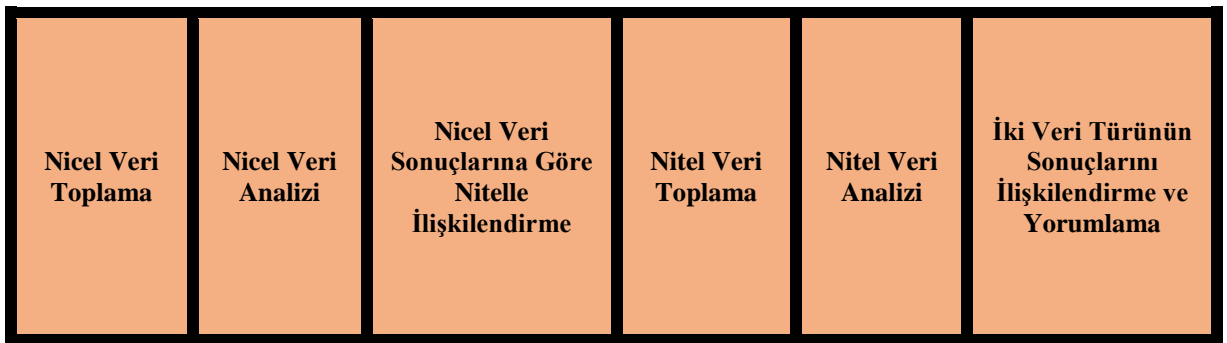 Nicel Veri
Toplama
Nicel Veri
Analizi
Nicel Veri
Sonuçlarına Göre
Nitelle
İlişkilendirme
Nitel Veri
Toplama
Nitel Veri
Analizi
İki Veri Türünün
Sonuçlarını
İlişkilendirme ve
Yorumlama